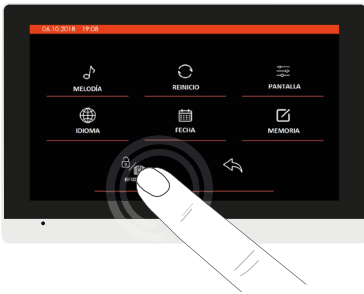 06.10.2018 19:08
MELODÍA
REINICIO
PANTALLA
IDIOMA
FECHA
MEMORIA